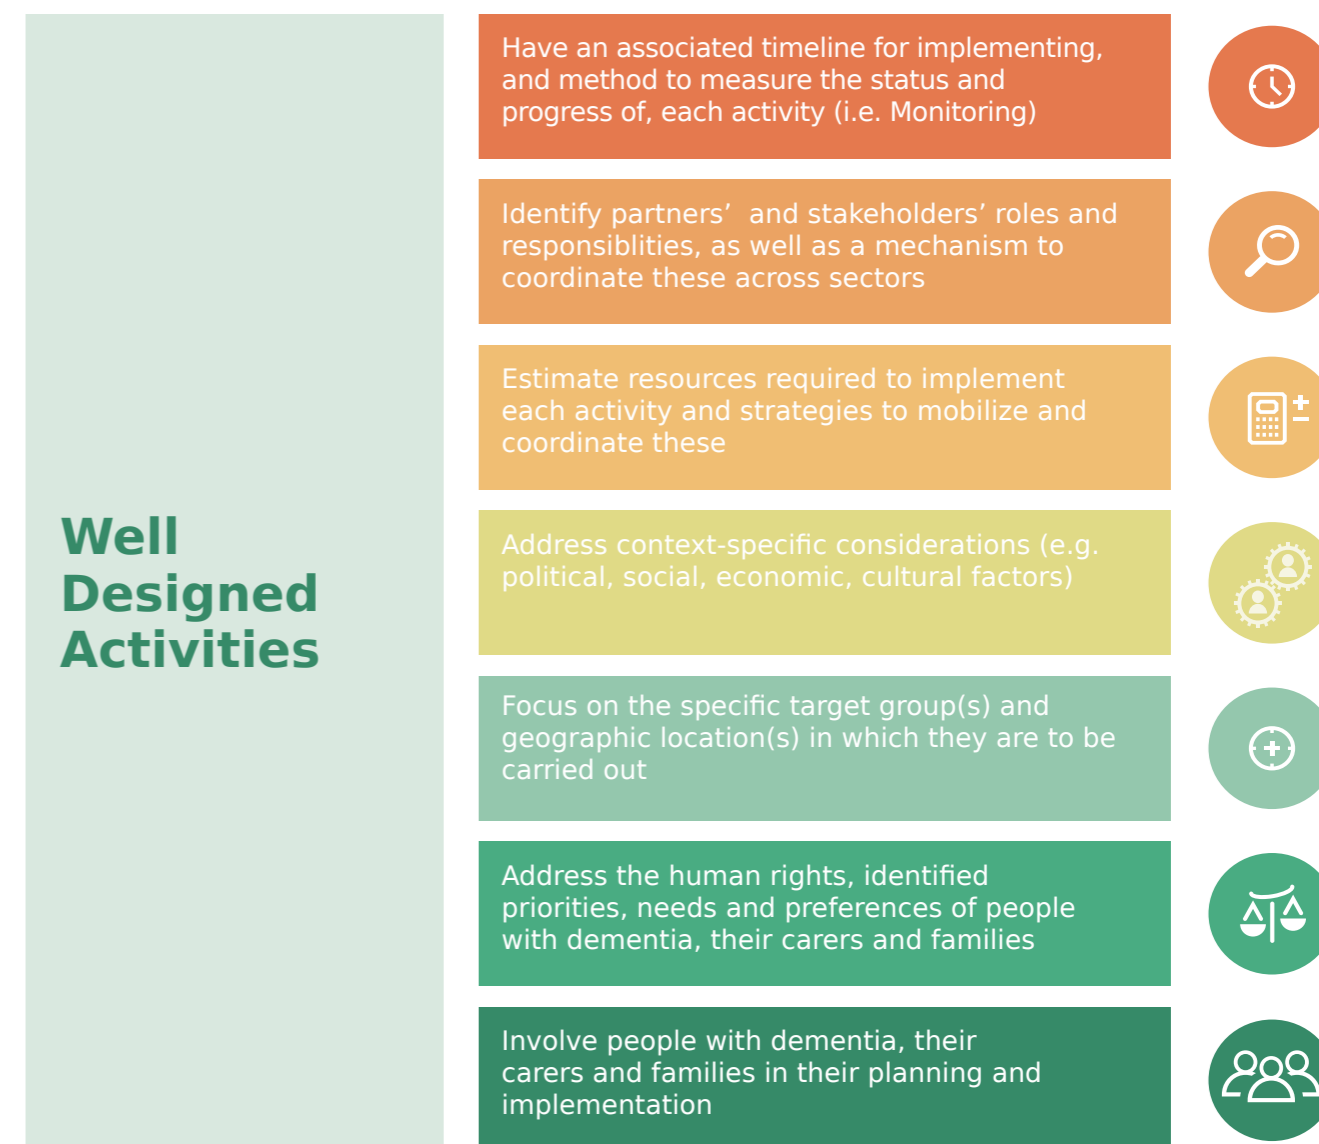 Well
Designed
Activities
Have an associated timeline for implementing,
and method to measure the status and
progress of, each activity (i.e. Monitoring)
Identify partners’  and stakeholders’ roles and
responsiblities, as well as a mechanism to
coordinate these across sectors
Estimate resources required to implement
each activity and strategies to mobilize and
coordinate these
Address context-specific considerations (e.g.
political, social, economic, cultural factors)
Focus on the specific target group(s) and
geographic location(s) in which they are to be
carried out
Address the human rights, identified
priorities, needs and preferences of people
with dementia, their carers and families
Involve people with dementia, their
carers and families in their planning and
implementation